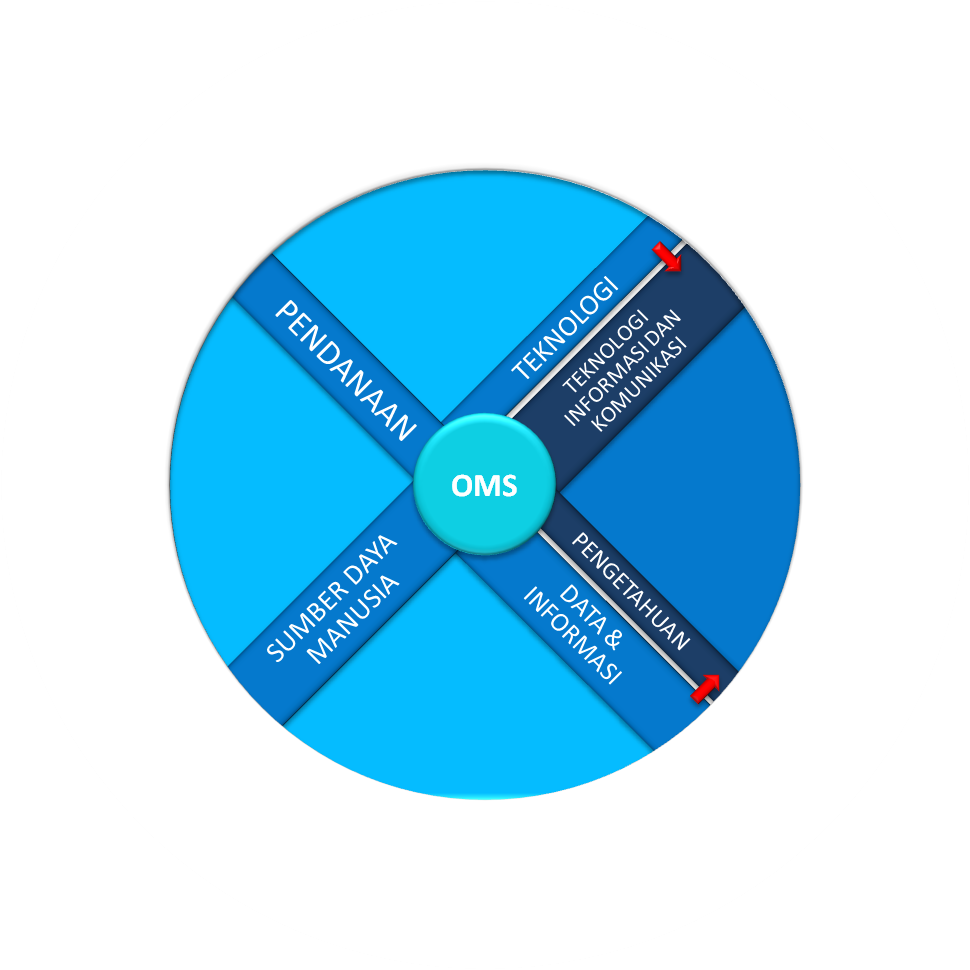 PENDANAAN
TEKNOLOGI
TEKNOLOGI
INFORMASI DAN
KOMUNIKASI
OMS
SUMBER DAYA
MANUSIA
PENGETAHUAN
DATA &
INFORMASI